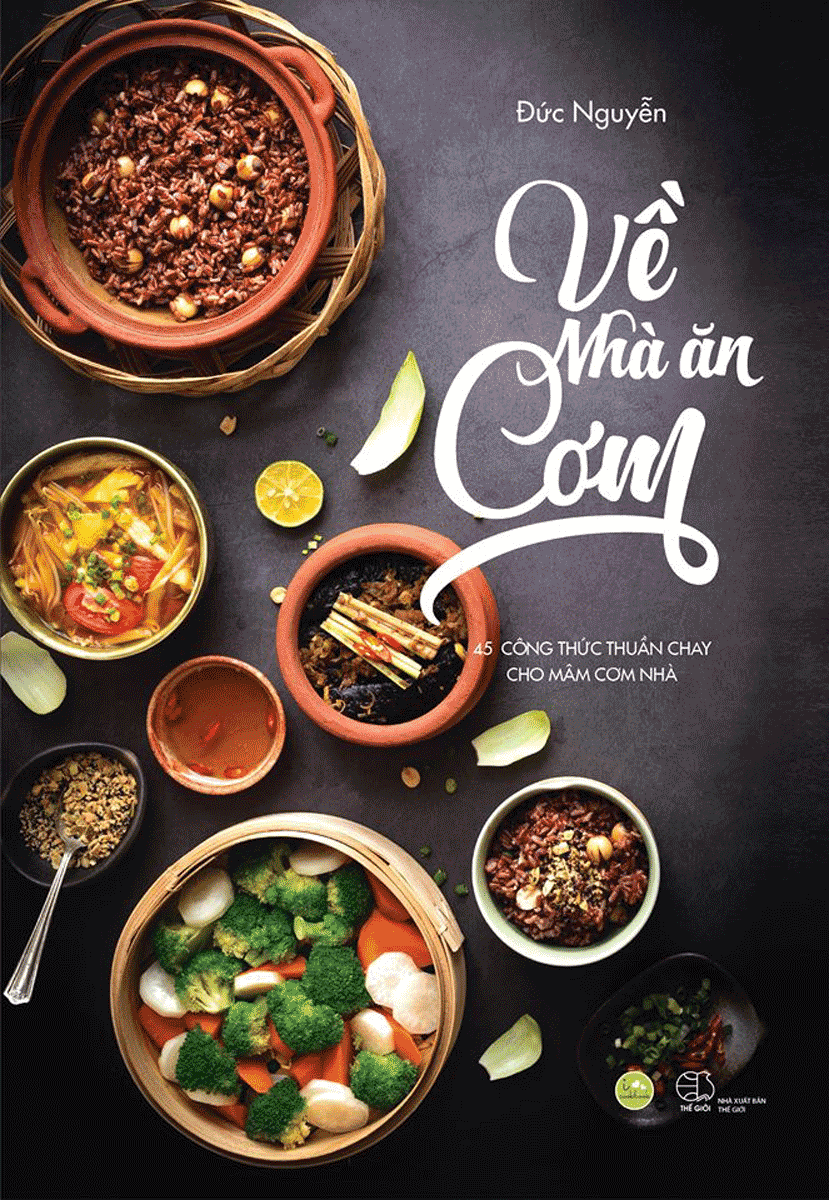 Đức Nguyễn
Về
Nhà ăn
Cơm
45 CÔNG THỨC THUẦN CHAY
CHO MÂM CƠM NHÀ
THẾ GIỚI
NHÀ XUẤT BẢN
THẾ GIỚI